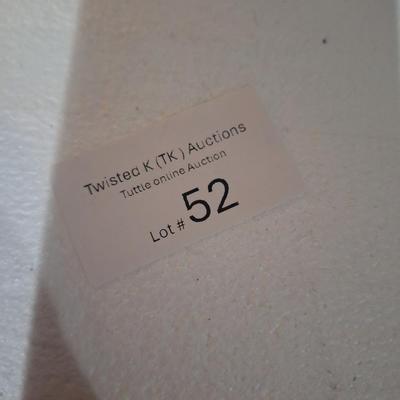 Twisted K (TK ) Auctions
Tuttle online Auction
Lot # 52